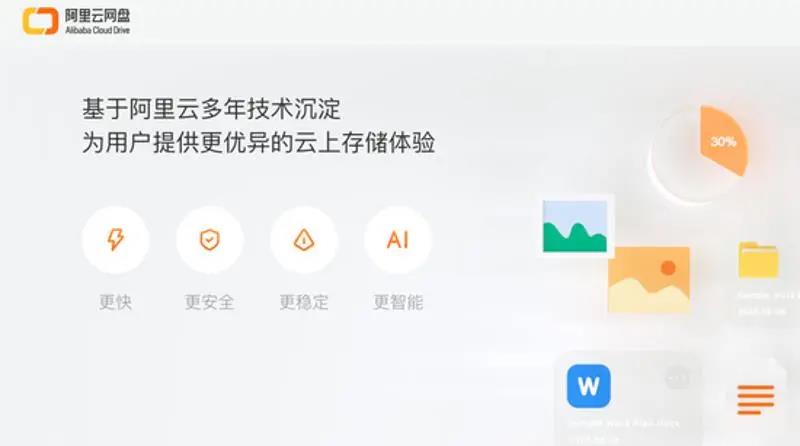 阿里云网盘
Alibaba Cloud Drive
基于阿里云多年技术沉淀
为用户提供更优异的云上存储体验
30%
AI
更快
更安全
更稳定
更智能
W